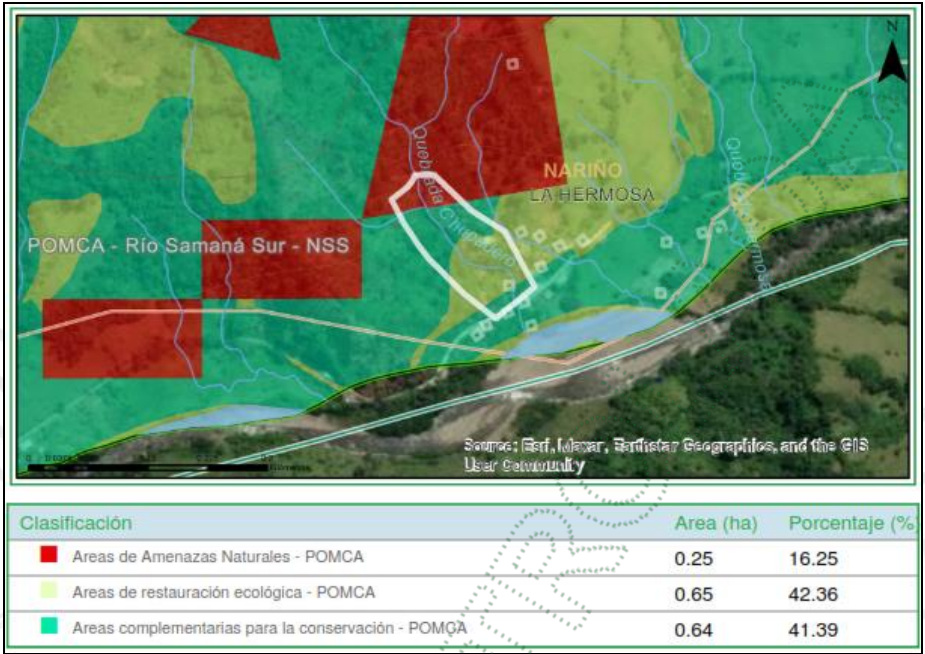 N
Quebrada Chiquadero
Quebrada Hermosa
NARIÑO
LA HERMOSA
POMCA - Río Samaná Sur - NSS
Source: Esri, Maxar, Earthstar Geographics, and the GIS
User Community
Clasificación Area (ha) Porcentaje (%
Areas de Amenazas Naturales - POMCA 0.25 16.25
Areas de restauración ecológica - POMCA 0.65 42.36
Areas complementarias para la conservación - POMCA 0.64 41.39